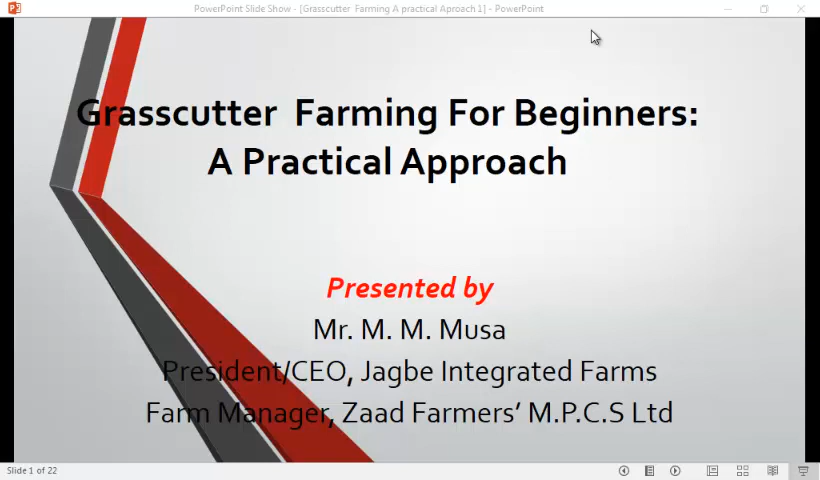 PowerPoint Slide Show - [Grasscutter Farming A practical Aproach 1] - PowerPoint
Grasscutter Farming For Beginners:
A Practical Approach
Presented by
Mr. M. M. Musa
President/CEO, Jagbe Integrated Farms
Farm Manager, Zaad Farmers’ M.P.C.S Ltd
Slide 1 of 22